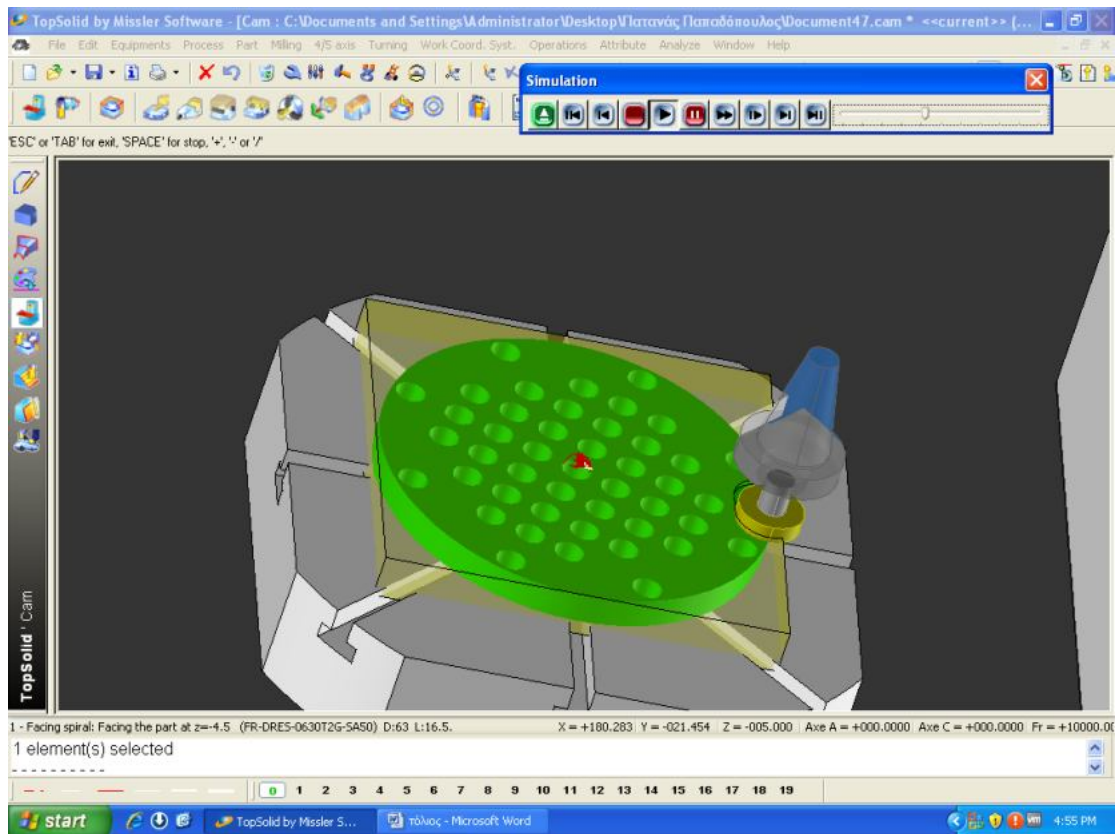 TopSolid by Missler Software - [Cam : C:\Documents and Settings\Administrator\Desktop\Πατανάς Παπαδόπουλος\Document47.cam * <<current>> (...
File Edit Equipments Process Part Milling 4/5 axis Turning Work Coord. Syst. Operations Attribute Analyze Window Help
Simulation
'ESC' or 'TAB' for exit, 'SPACE' for stop, '+', '-' or '/'
TopSolid'Cam
1 - Facing spiral: Facing the part at z=-4.5 (FR-DRES-0630T2G-SA50) D:63 L:16.5.
X = +180.283 Y = -021.454 Z = -005.000 Axe A = +000.0000 Axe C = +000.0000 Fr = +10000.00
1 element(s) selected
----------
0 1 2 3 4 5 6 7 8 9 10 11 12 13 14 15 16 17 18 19
start TopSolid by Missler S... τόλιος - Microsoft Word 4:55 PM